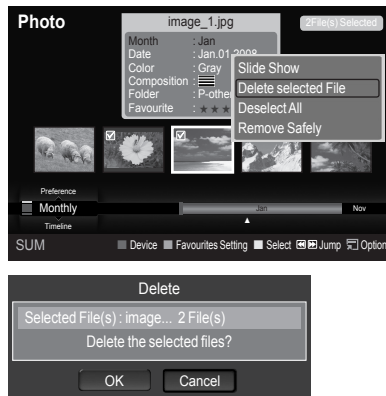 Photo
image_1.jpg
2File(s) Selected
Month : Jan
Date : Jan.01.2008
Color : Gray
Composition :
Folder : P-other
Favourite : ★ ★
Slide Show
Delete selected File
Deselect All
Remove Safely
Preference
Monthly
Timeline
Jan
Nov
SUM
Device
Favourites Setting
Select
Jump
Option
Delete
Selected File(s) : image... 2 File(s)
Delete the selected files?
OK
Cancel